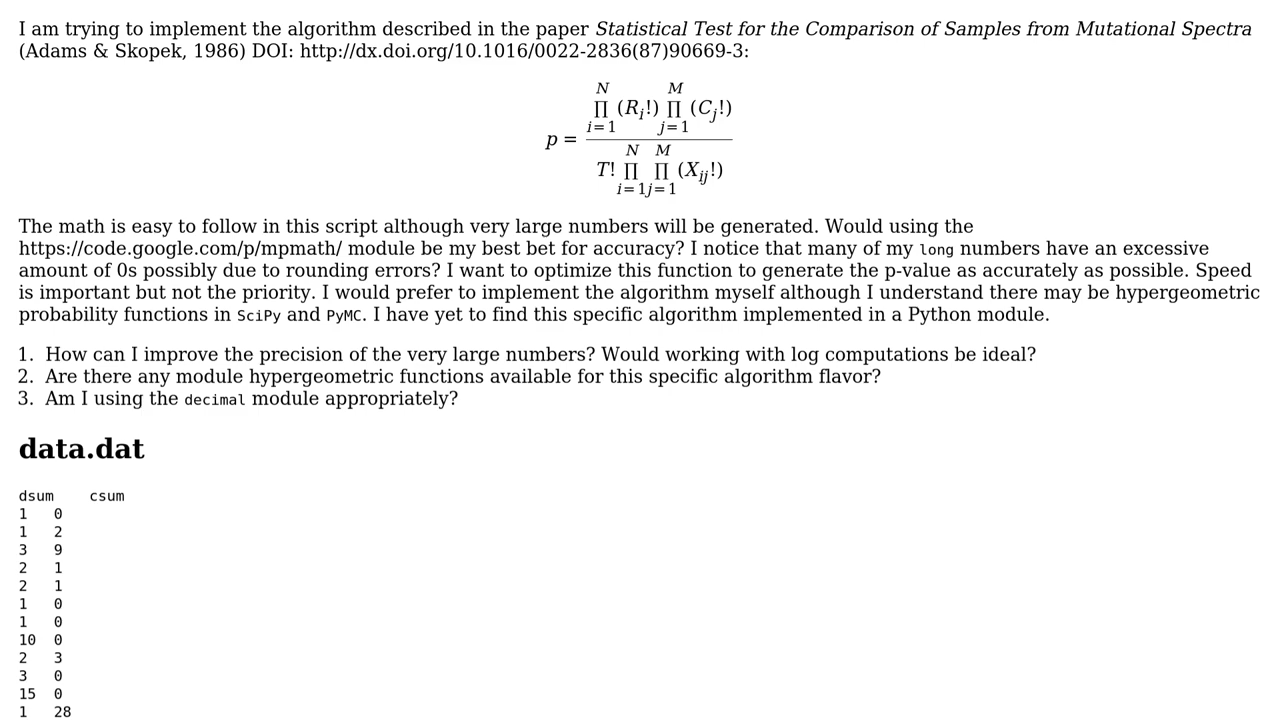 I am trying to implement the algorithm described in the paper Statistical Test for the Comparison of Samples from Mutational Spectra
(Adams & Skopek, 1986) DOI: http://dx.doi.org/10.1016/0022-2836(87)90669-3:
N M
∏ (Rᵢ!) ∏ (Cⱼ!)
i = 1 j = 1
p =
N M
T! ∏ ∏ (Xᵢⱼ!)
i = 1 j = 1
The math is easy to follow in this script although very large numbers will be generated. Would using the
https://code.google.com/p/mpmath/ module be my best bet for accuracy? I notice that many of my long numbers have an excessive
amount of 0s possibly due to rounding errors? I want to optimize this function to generate the p-value as accurately as possible. Speed
is important but not the priority. I would prefer to implement the algorithm myself although I understand there may be hypergeometric
probability functions in SciPy and PyMC. I have yet to find this specific algorithm implemented in a Python module.
1. How can I improve the precision of the very large numbers? Would working with log computations be ideal?
2. Are there any module hypergeometric functions available for this specific algorithm flavor?
3. Am I using the decimal module appropriately?
data.dat
dsum csum
1 0
1 2
3 9
2 1
2 1
1 0
1 0
10 0
2 3
3 0
15 0
1 28